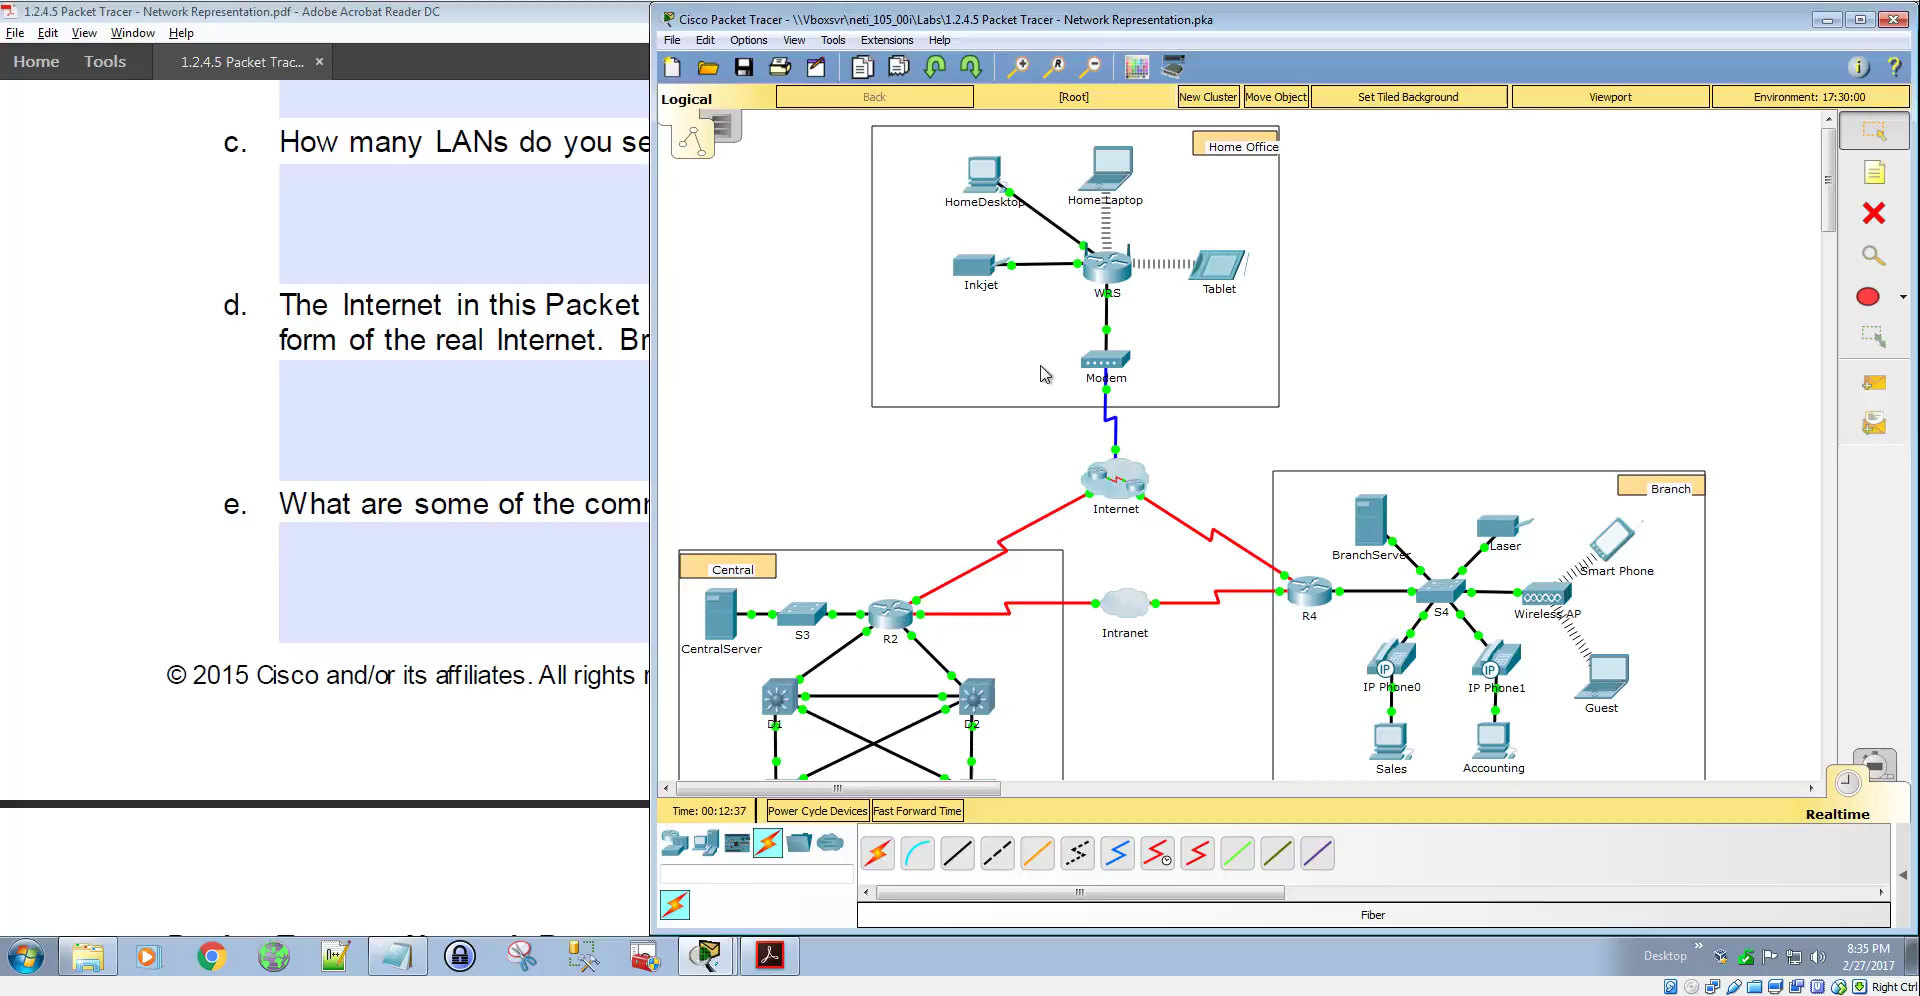 1.2.4.5 Packet Tracer - Network Representation.pdf - Adobe Acrobat Reader DC
File Edit View Window Help
Home Tools 1.2.4.5 Packet Trac... ×
c. How many LANs do you se
d. The Internet in this Packet
form of the real Internet. Br
e. What are some of the comm
© 2015 Cisco and/or its affiliates. All rights r
Cisco Packet Tracer - \\Vboxsvr\neti_105_00i\Labs\1.2.4.5 Packet Tracer - Network Representation.pka
File Edit Options View Tools Extensions Help
Logical Back [Root] New Cluster Move Object Set Tiled Background Viewport Environment: 17:30:00
Home Office
HomeDesktop
Home Laptop
Inkjet
WRS
Tablet
Modem
Internet
Branch
BranchServer
Laser
Smart Phone
Central
CentralServer
S3
R2
Intranet
R4
S4
Wireless AP
IP
IP Phone0
IP
IP Phone1
Guest
D1
D2
Sales
Accounting
Time: 00:12:37 Power Cycle Devices Fast Forward Time
Realtime
Fiber
Desktop
8:35 PM
2/27/2017
Right Ctrl